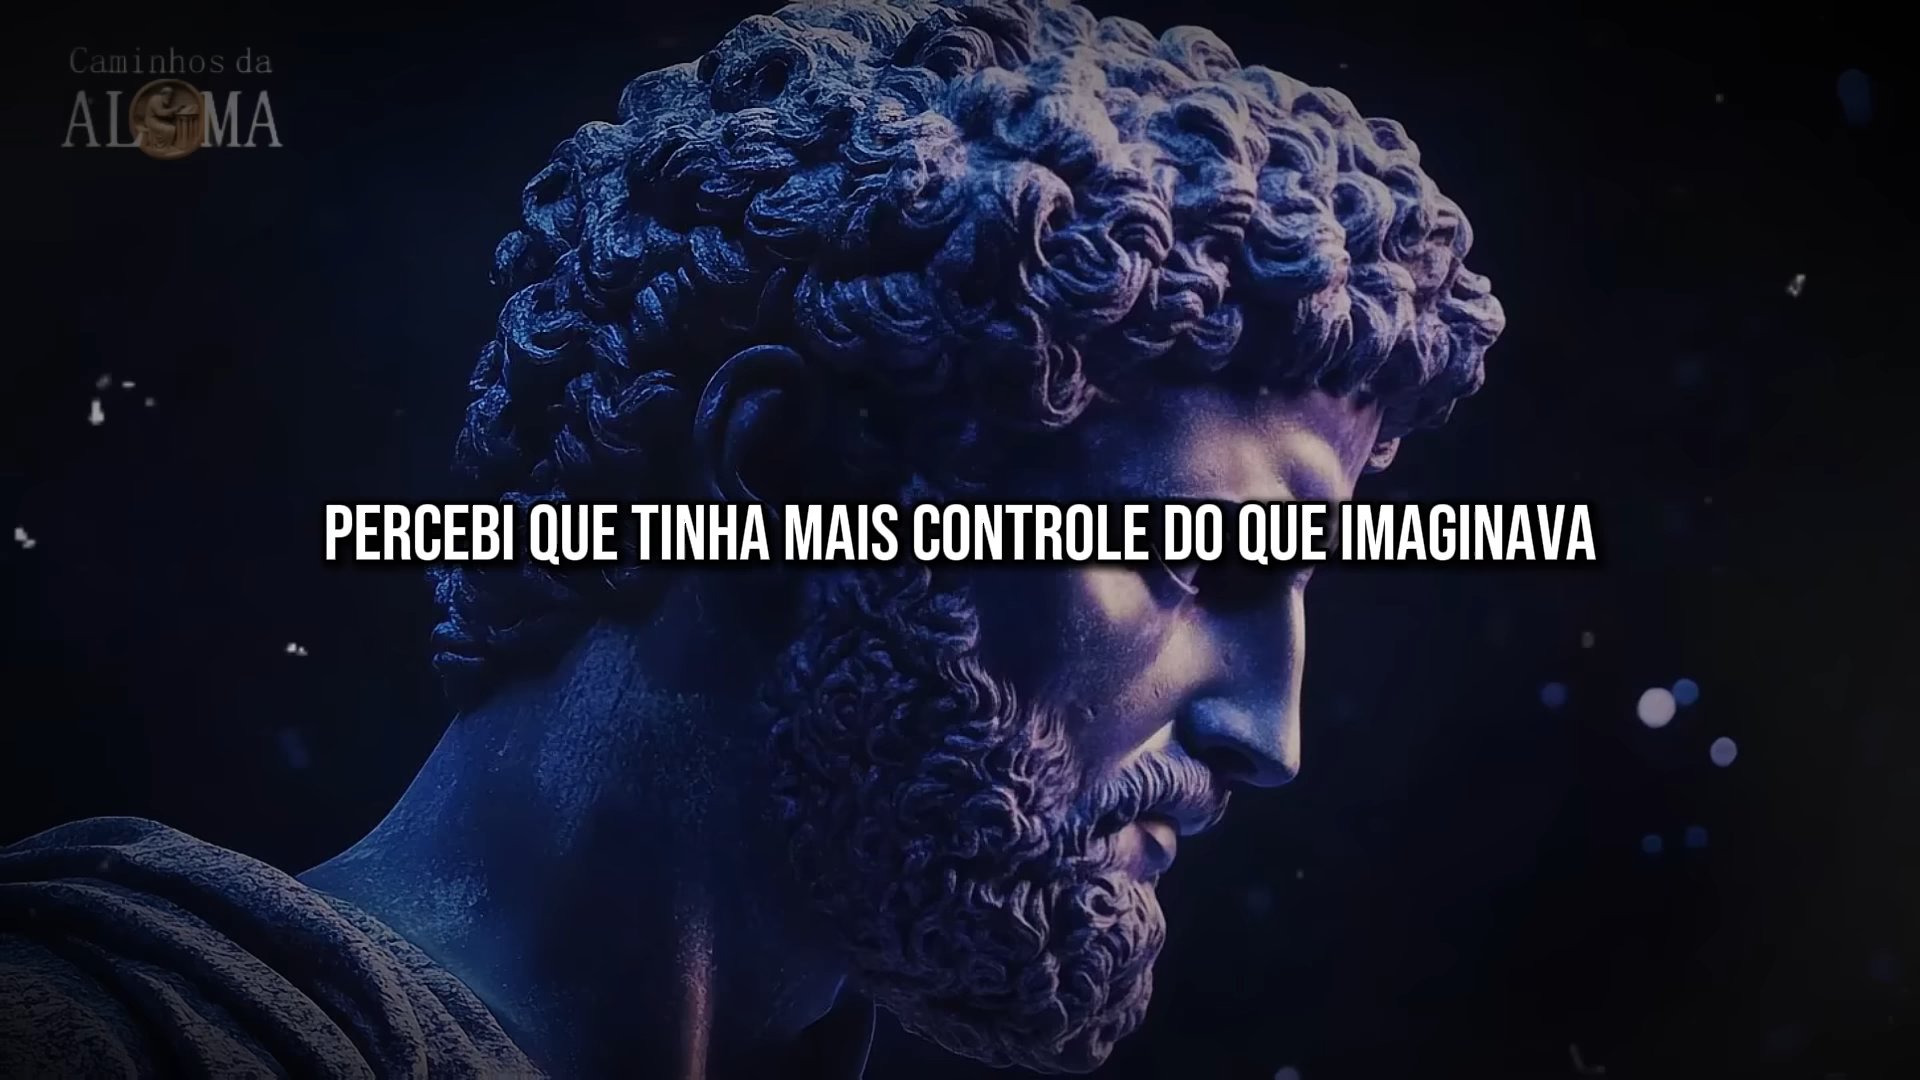 Caminhos da
ALMA
PERCEBI QUE TINHA MAIS CONTROLE DO QUE IMAGINAVA